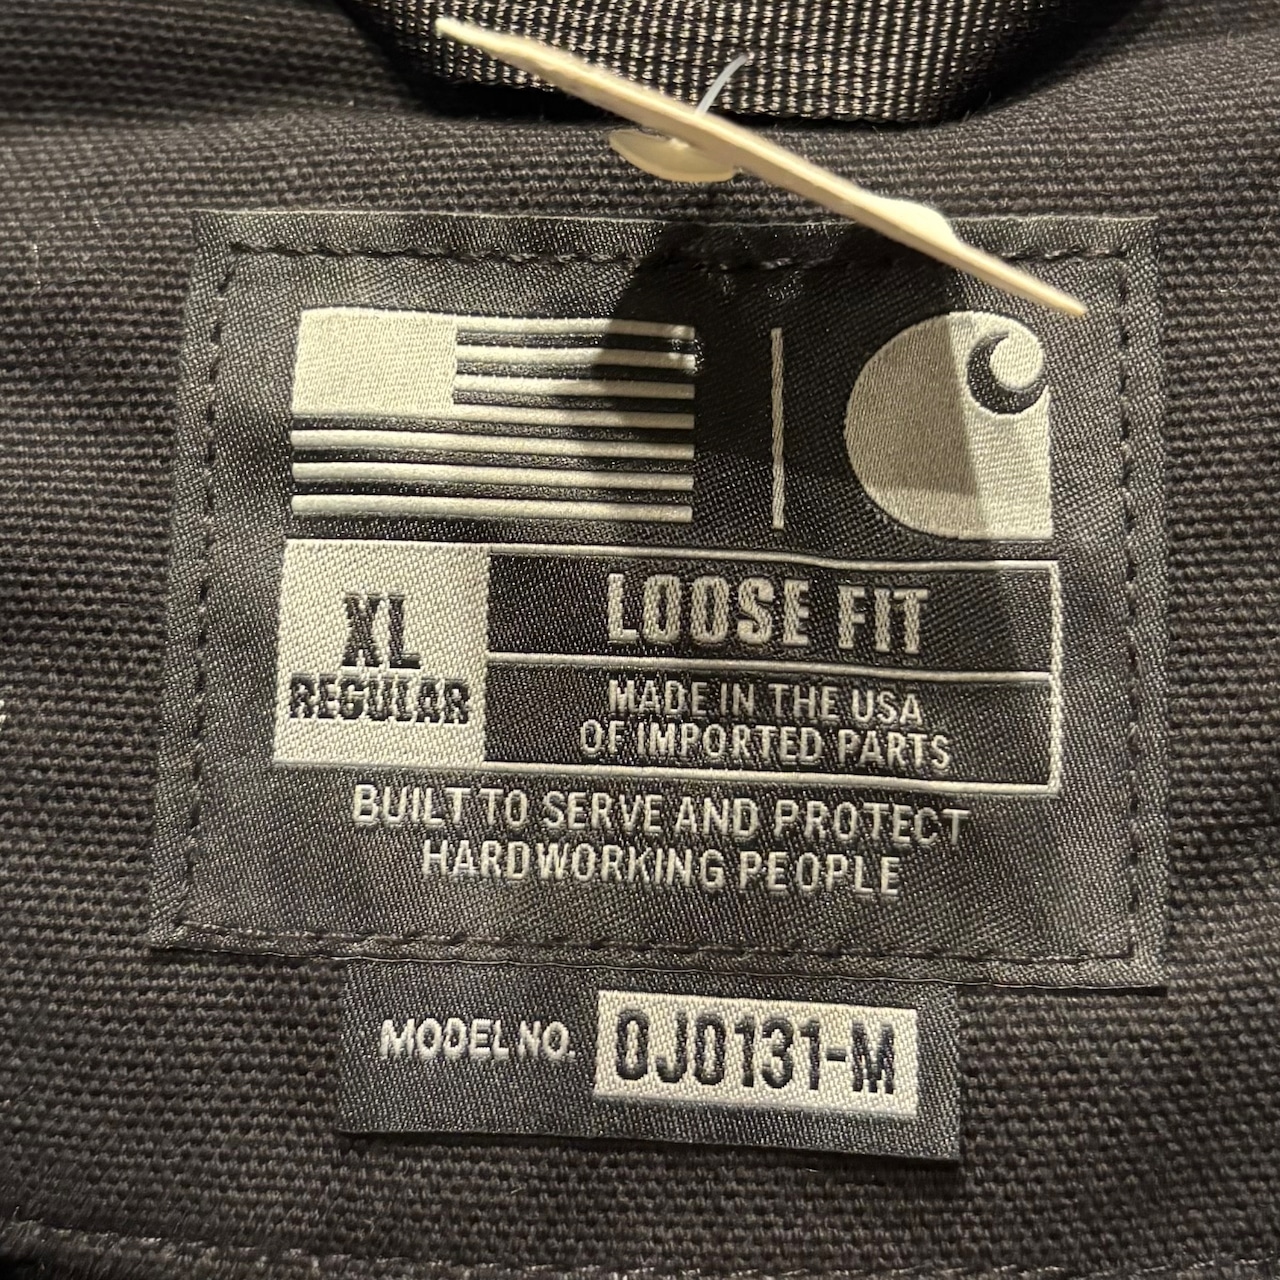 XL
REGULAR
LOOSE FIT
MADE IN THE USA
OF IMPORTED PARTS
BUILT TO SERVE AND PROTECT
HARDWORKING PEOPLE
MODEL NO. 0J0131-M